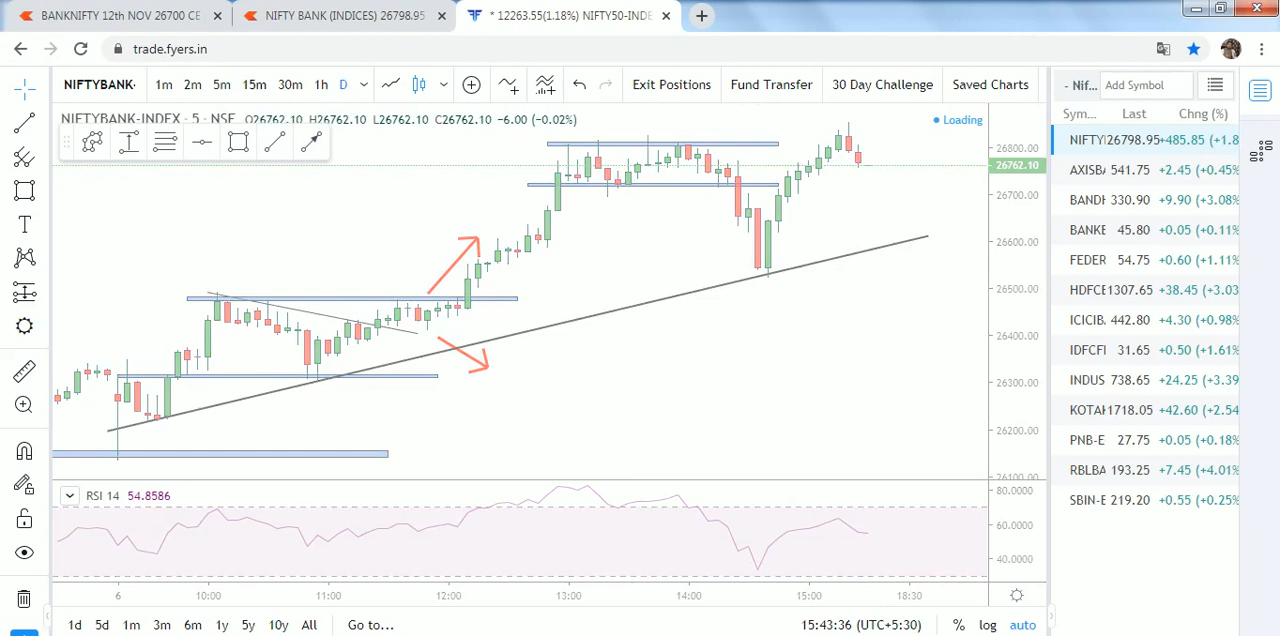 BANKNIFTY 12th NOV 26700 CE
NIFTY BANK (INDICES) 26798.95
* 12263.55(1.18%) NIFTY50-INDE
trade.fyers.in
NIFTYBANK- 1m 2m 5m 15m 30m 1h D Exit Positions Fund Transfer 30 Day Challenge Saved Charts
- Nif... Add Symbol
Sym... Last Chng (%)
NIFTYBANK-INDEX · 5 · NSE O26762.10 H26762.10 L26762.10 C26762.10 -6.00 (-0.02%)
Loading
26800.00
26762.10
26700.00
26600.00
26500.00
26400.00
26300.00
26200.00
26100.00
NIFTY 26798.95 +485.85 (+1.8
AXISBA 541.75 +2.45 (+0.45%
BANDH 330.90 +9.90 (+3.08%
BANKE 45.80 +0.05 (+0.11%
FEDER 54.75 +0.60 (+1.11%
HDFCE 1307.65 +38.45 (+3.03
ICICIB. 442.80 +4.30 (+0.98%
IDFCFI 31.65 +0.50 (+1.61%
INDUS 738.65 +24.25 (+3.39
KOTAK 1718.05 +42.60 (+2.54
PNB-E 27.75 +0.05 (+0.18%
RBLBA 193.25 +7.45 (+4.01%
SBIN-E 219.20 +0.55 (+0.25%
RSI 14 54.8586
80.0000
60.0000
40.0000
6 10:00 11:00 12:00 13:00 14:00 15:00 18:30
1d 5d 1m 3m 6m 1y 5y 10y All Go to... 15:43:36 (UTC+5:30) % log auto